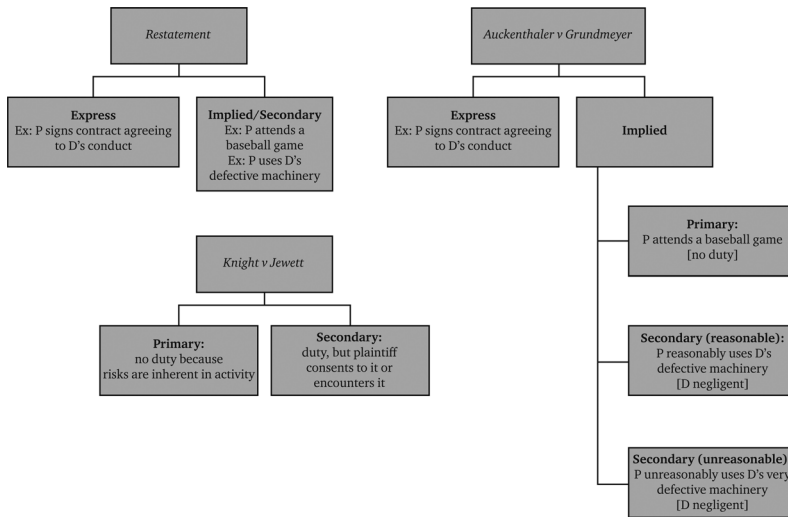 Restatement
Express
Ex: P signs contract agreeing
to D's conduct
Implied/Secondary
Ex: P attends a
baseball game
Ex: P uses D's
defective machinery
Auckenthaler v Grundmeyer
Express
Ex: P signs contract agreeing
to D's conduct
Implied
Primary:
P attends a baseball game
[no duty]
Secondary (reasonable):
P reasonably uses D's
defective machinery
[D negligent]
Secondary (unreasonable)
P unreasonably uses D's very
defective machinery
[D negligent]
Knight v Jewett
Primary:
no duty because
risks are inherent in activity
Secondary:
duty, but plaintiff
consents to it or
encounters it